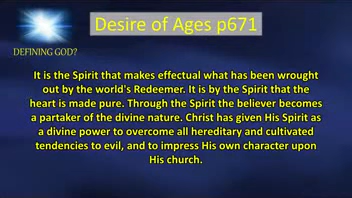 Desire of Ages p671
DEFINING GOD?
It is the Spirit that makes effectual what has been wrought
out by the world's Redeemer. It is by the Spirit that the
heart is made pure. Through the Spirit the believer becomes
a partaker of the divine nature. Christ has given His Spirit as
a divine power to overcome all hereditary and cultivated
tendencies to evil, and to impress His own character upon
His church.